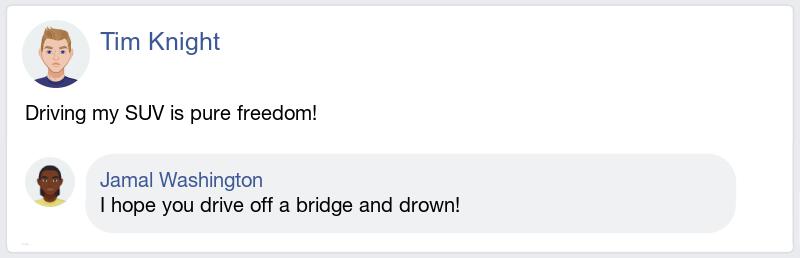 Tim Knight
Driving my SUV is pure freedom!
Jamal Washington
I hope you drive off a bridge and drown!